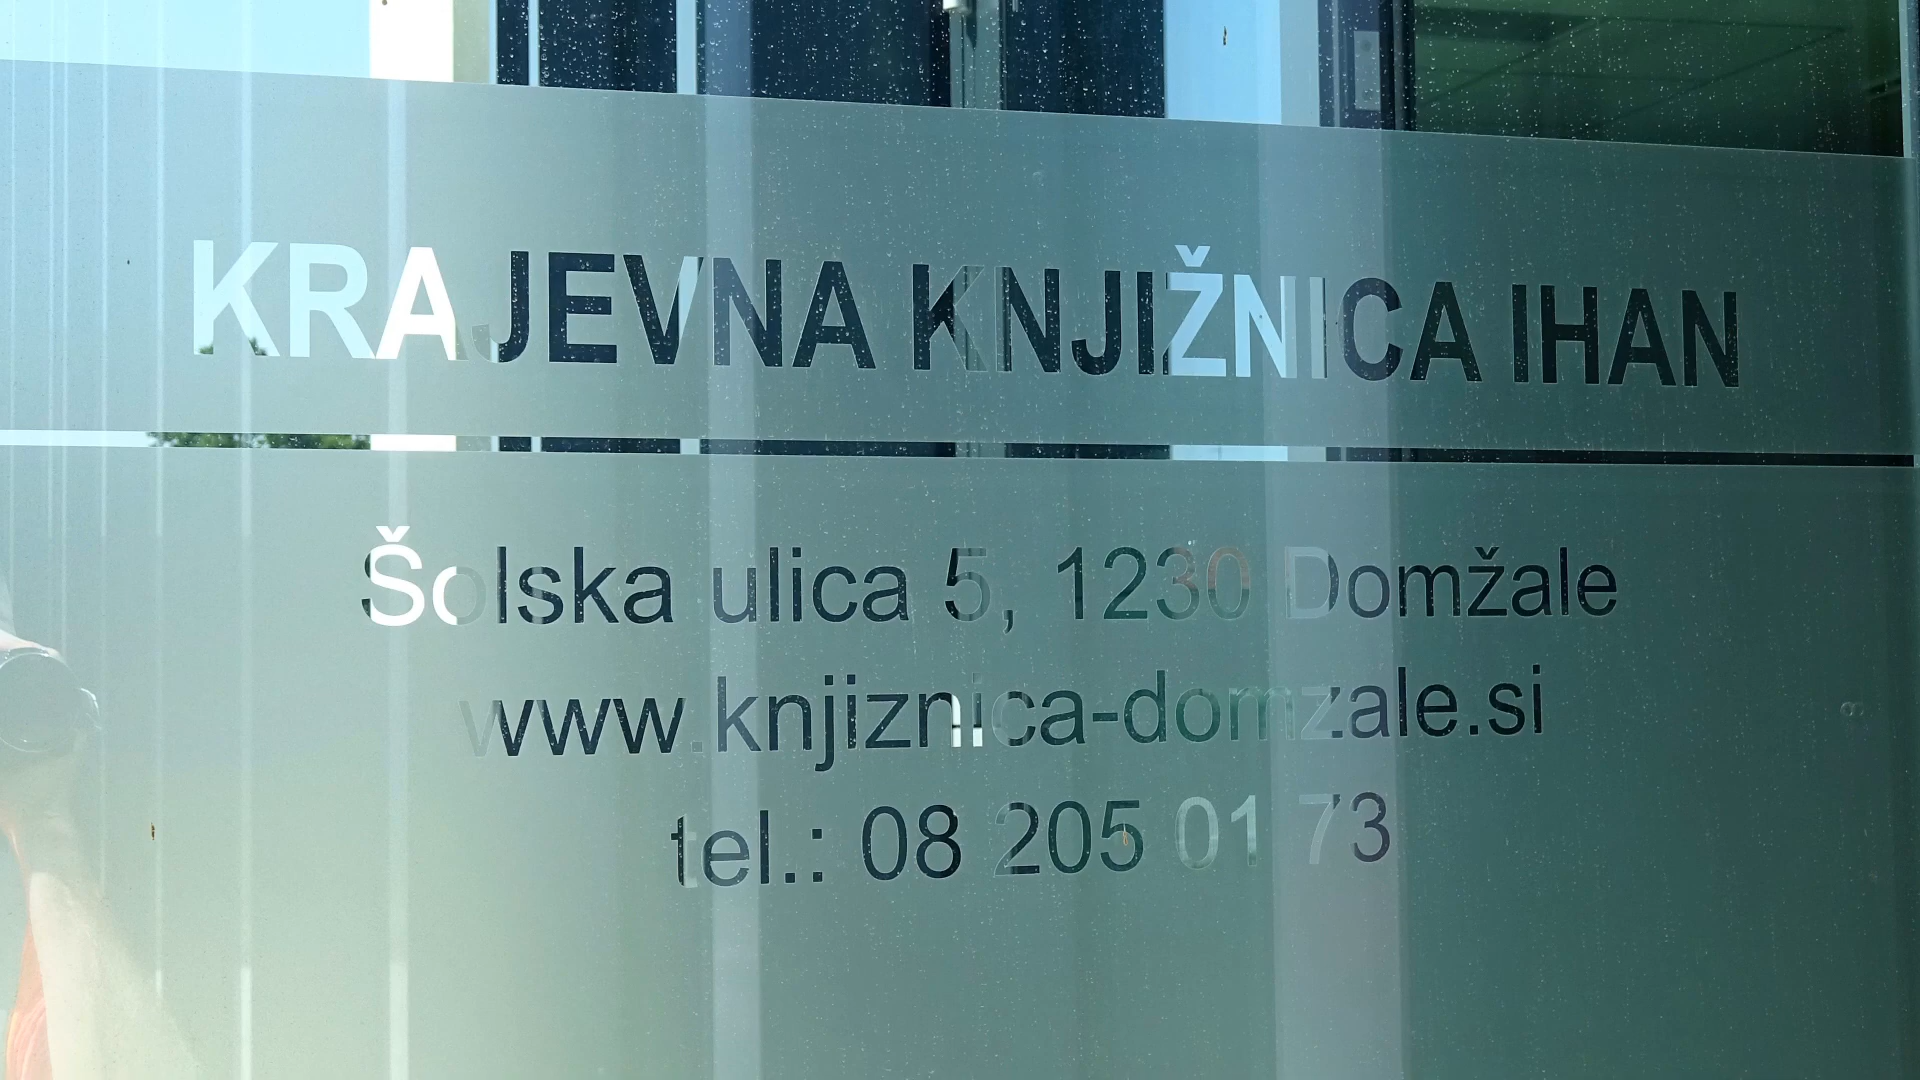 KRAJEVNA KNJIŽNICA IHAN
Šolska ulica 5, 1230 Domžale
www.knjiznica-domzale.si
tel.: 08 205 01 73